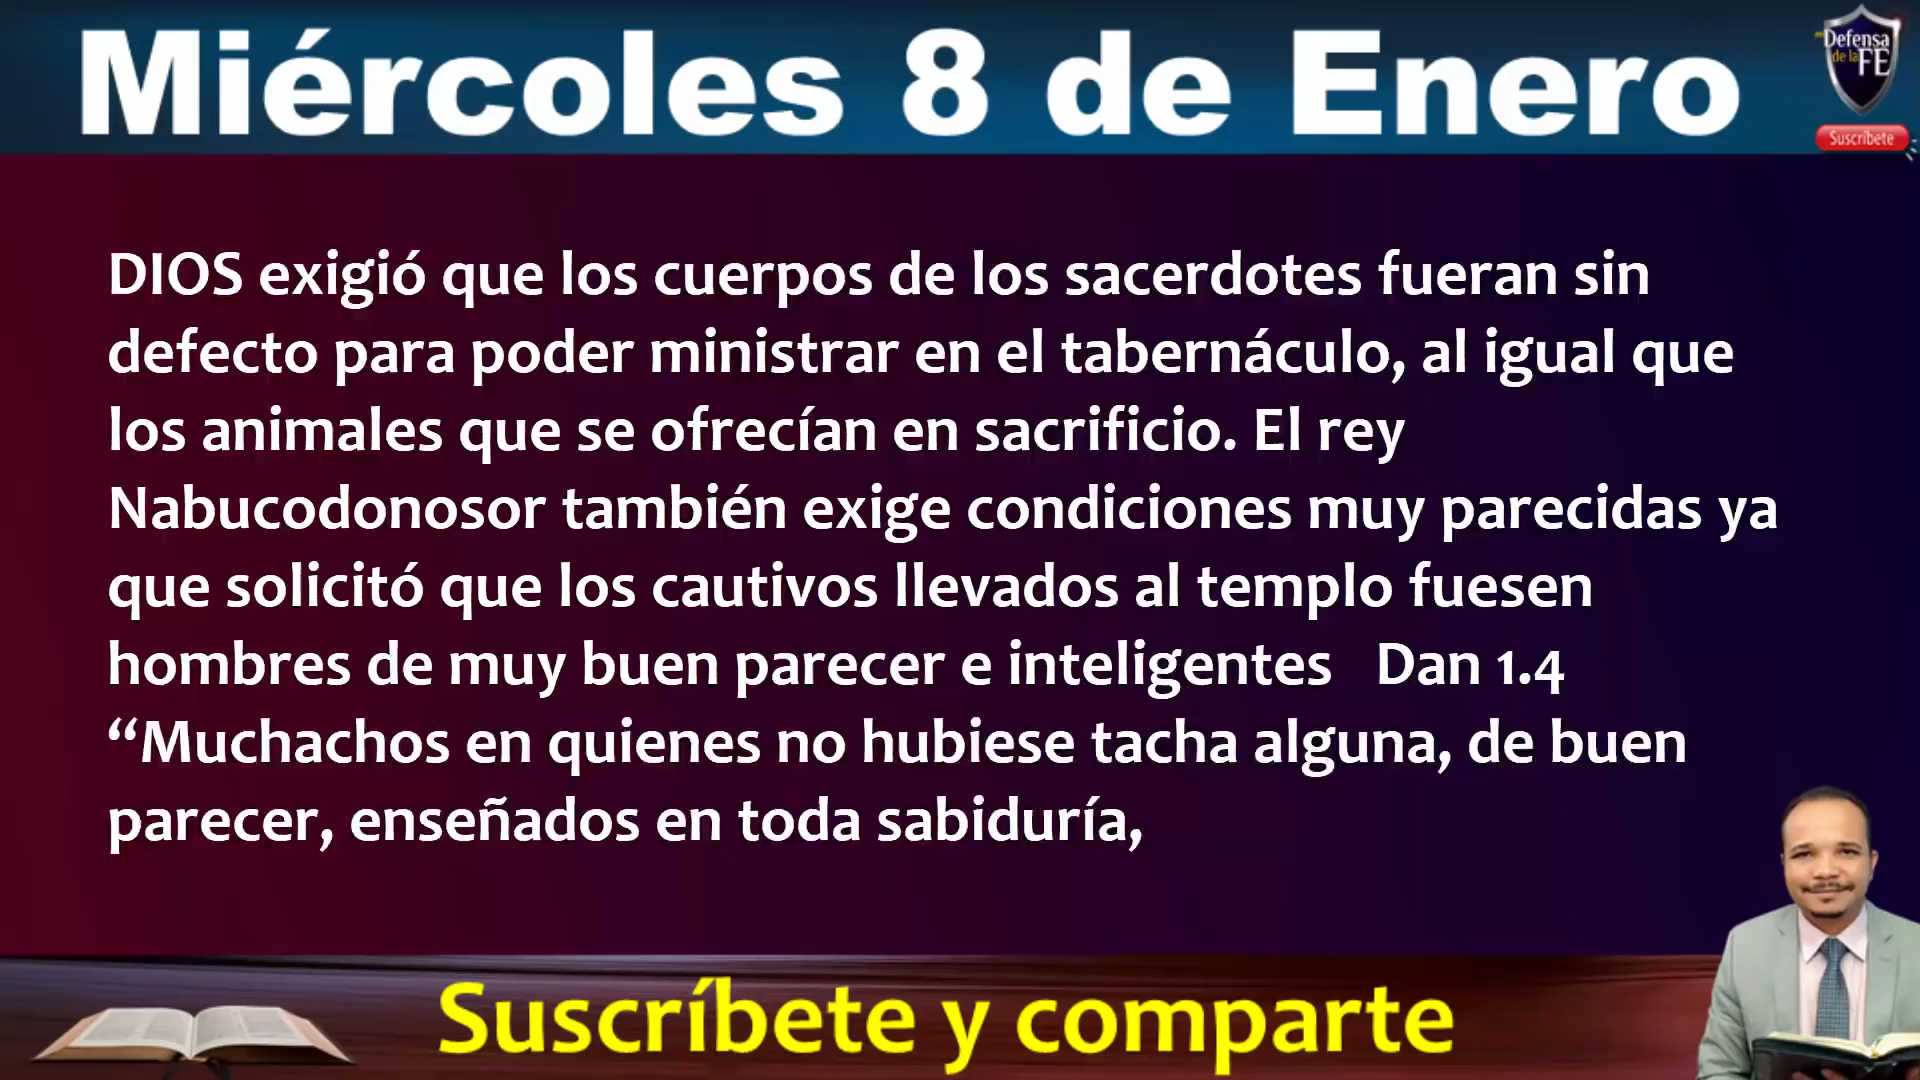 Miércoles 8 de Enero
Defensa
de la FE
Suscríbete
DIOS exigió que los cuerpos de los sacerdotes fueran sin
defecto para poder ministrar en el tabernáculo, al igual que
los animales que se ofrecían en sacrificio. El rey
Nabucodonosor también exige condiciones muy parecidas ya
que solicitó que los cautivos llevados al templo fuesen
hombres de muy buen parecer e inteligentes   Dan 1.4
“Muchachos en quienes no hubiese tacha alguna, de buen
parecer, enseñados en toda sabiduría,
Suscríbete y comparte